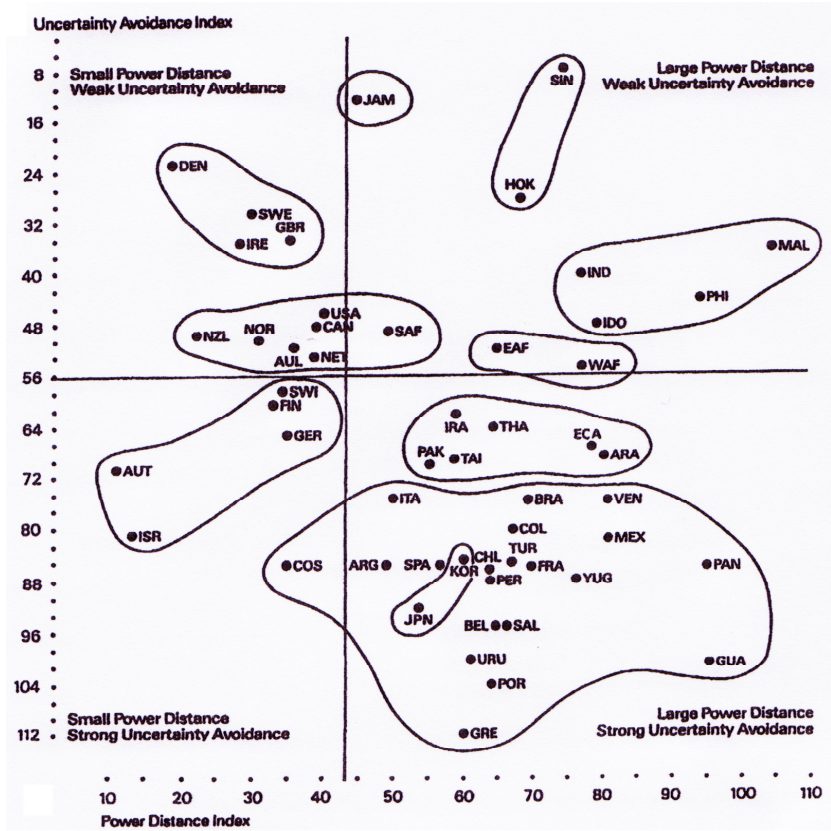 Uncertainty Avoidance Index
Small Power Distance
Weak Uncertainty Avoidance
Large Power Distance
Weak Uncertainty Avoidance
8
16
24
32
40
48
56
64
72
80
88
96
104
112
SIN
JAM
DEN
HOK
SWE
GBR
IRE
MAL
IND
PHI
IDO
USA
CAN
NOR
NZL
SAF
AUL
NET
EAF
WAF
SWI
FIN
GER
AUT
ISR
IRA
THA
ECA
PAK
TAI
ARA
ITA
BRA
VEN
COL
MEX
TUR
COS
ARG
SPA
CHL
KOR
FRA
PAN
PER
YUG
JPN
BEL
SAL
URU
GUA
POR
GRE
Small Power Distance
Strong Uncertainty Avoidance
Large Power Distance
Strong Uncertainty Avoidance
10 20 30 40 50 60 70 80 90 100 110
Power Distance Index